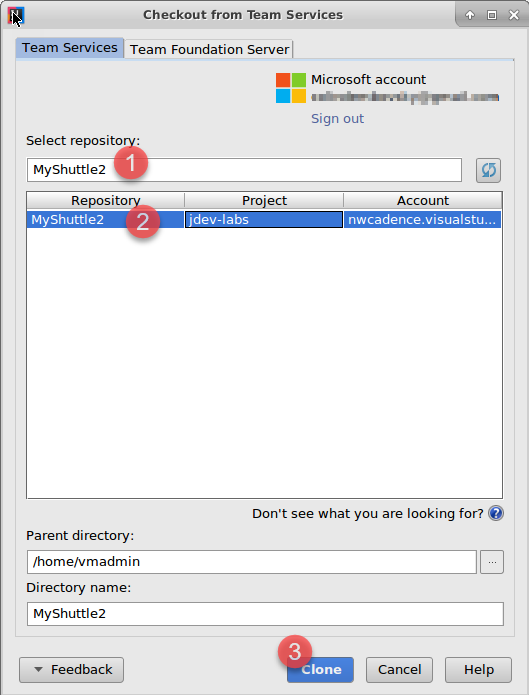 Checkout from Team Services
Team Services
Team Foundation Server
Microsoft account
Sign out
Select repository:
MyShuttle2
1
Repository
Project
Account
MyShuttle2
2
jdev-labs
nwcadence.visualstu...
Don't see what you are looking for? ?
Parent directory:
/home/vmadmin
...
Directory name:
MyShuttle2
3
Feedback
Clone
Cancel
Help